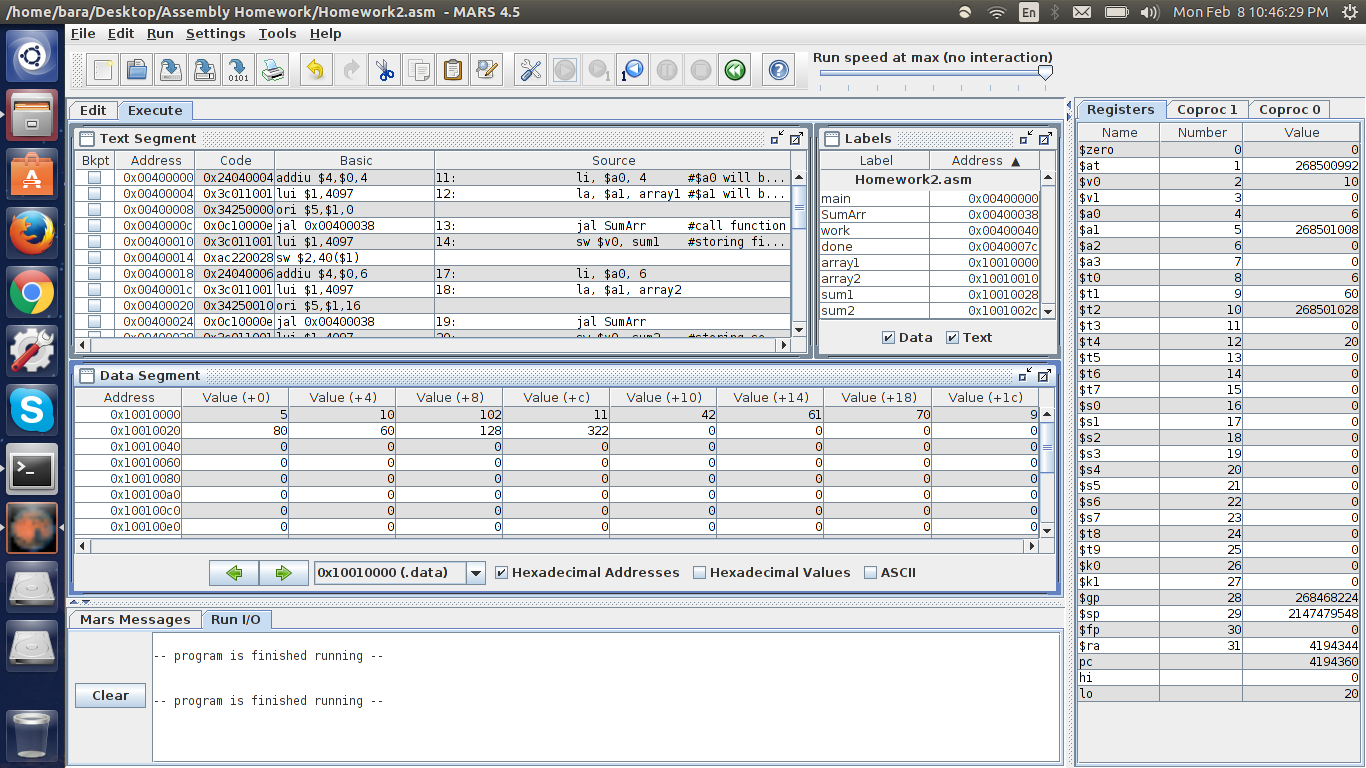 /home/bara/Desktop/Assembly Homework/Homework2.asm - MARS 4.5 En Mon Feb 8 10:46:29 PM
File Edit Run Settings Tools Help
Run speed at max (no interaction)
Edit Execute
Text Segment
Bkpt Address Code Basic Source
0x00400000 0x24040004 addiu $4,$0,4 11: li, $a0, 4 #$a0 will b...
0x00400004 0x3c011001 lui $1,4097 12: la, $a1, array1 #$a1 will b...
0x00400008 0x34250000 ori $5,$1,0
0x0040000c 0x0c10000e jal 0x00400038 13: jal SumArr #call function
0x00400010 0x3c011001 lui $1,4097 14: sw $v0, sum1 #storing fi...
0x00400014 0xac220028 sw $2,40($1)
0x00400018 0x24040006 addiu $4,$0,6 17: li, $a0, 6
0x0040001c 0x3c011001 lui $1,4097 18: la, $a1, array2
0x00400020 0x34250010 ori $5,$1,16
0x00400024 0x0c10000e jal 0x00400038 19: jal SumArr
0x00400028 0x3c011001 lui $1,4097 20: sw $v0, sum2 #storing se...
Labels
Label Address ▲
Homework2.asm
main 0x00400000
SumArr 0x00400038
work 0x00400040
done 0x0040007c
array1 0x10010000
array2 0x10010010
sum1 0x10010028
sum2 0x1001002c
Data Text
Data Segment
Address Value (+0) Value (+4) Value (+8) Value (+c) Value (+10) Value (+14) Value (+18) Value (+1c)
0x10010000 5 10 102 11 42 61 70 9
0x10010020 80 60 128 322 0 0 0 0
0x10010040 0 0 0 0 0 0 0 0
0x10010060 0 0 0 0 0 0 0 0
0x10010080 0 0 0 0 0 0 0 0
0x100100a0 0 0 0 0 0 0 0 0
0x100100c0 0 0 0 0 0 0 0 0
0x100100e0 0 0 0 0 0 0 0 0
0x10010000 (.data) Hexadecimal Addresses Hexadecimal Values ASCII
Mars Messages Run I/O
-- program is finished running --
-- program is finished running --
Clear
Registers Coproc 1 Coproc 0
Name Number Value
$zero 0 0
$at 1 268500992
$v0 2 10
$v1 3 0
$a0 4 6
$a1 5 268501008
$a2 6 0
$a3 7 0
$t0 8 6
$t1 9 60
$t2 10 268501028
$t3 11 0
$t4 12 20
$t5 13 0
$t6 14 0
$t7 15 0
$s0 16 0
$s1 17 0
$s2 18 0
$s3 19 0
$s4 20 0
$s5 21 0
$s6 22 0
$s7 23 0
$t8 24 0
$t9 25 0
$k0 26 0
$k1 27 0
$gp 28 268468224
$sp 29 2147479548
$fp 30 0
$ra 31 4194344
pc 4194360
hi 0
lo 20